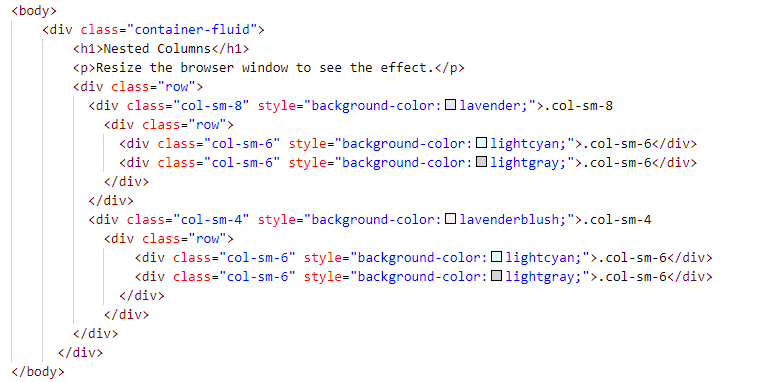 <body>
<div class="container-fluid">
<h1>Nested Columns</h1>
<p>Resize the browser window to see the effect.</p>
<div class="row">
<div class="col-sm-8" style="background-color:lavender;">.col-sm-8
<div class="row">
<div class="col-sm-6" style="background-color:lightcyan;">.col-sm-6</div>
<div class="col-sm-6" style="background-color:lightgray;">.col-sm-6</div>
</div>
</div>
<div class="col-sm-4" style="background-color:lavenderblush;">.col-sm-4
<div class="row">
<div class="col-sm-6" style="background-color:lightcyan;">.col-sm-6</div>
<div class="col-sm-6" style="background-color:lightgray;">.col-sm-6</div>
</div>
</div>
</div>
</div>
</body>